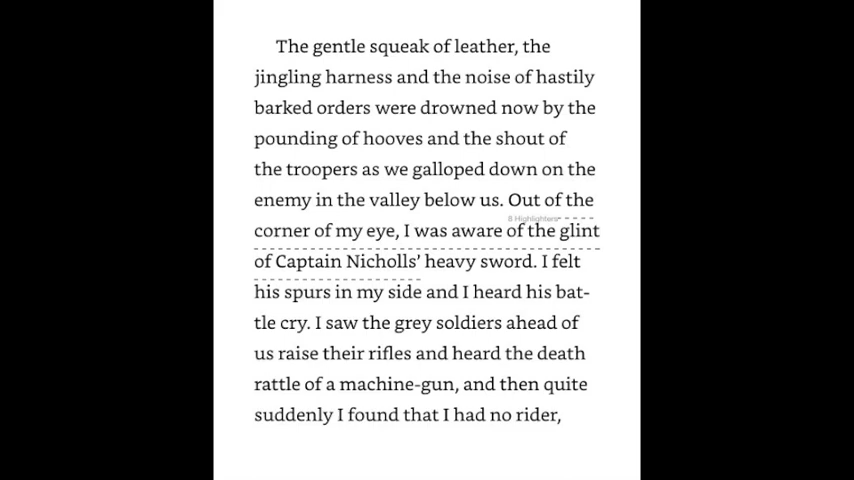 The gentle squeak of leather, the
jingling harness and the noise of hastily
barked orders were drowned now by the
pounding of hooves and the shout of
the troopers as we galloped down on the
enemy in the valley below us. Out of the
8 Highlighters
corner of my eye, I was aware of the glint
of Captain Nicholls’ heavy sword. I felt
his spurs in my side and I heard his bat-
tle cry. I saw the grey soldiers ahead of
us raise their rifles and heard the death
rattle of a machine-gun, and then quite
suddenly I found that I had no rider,